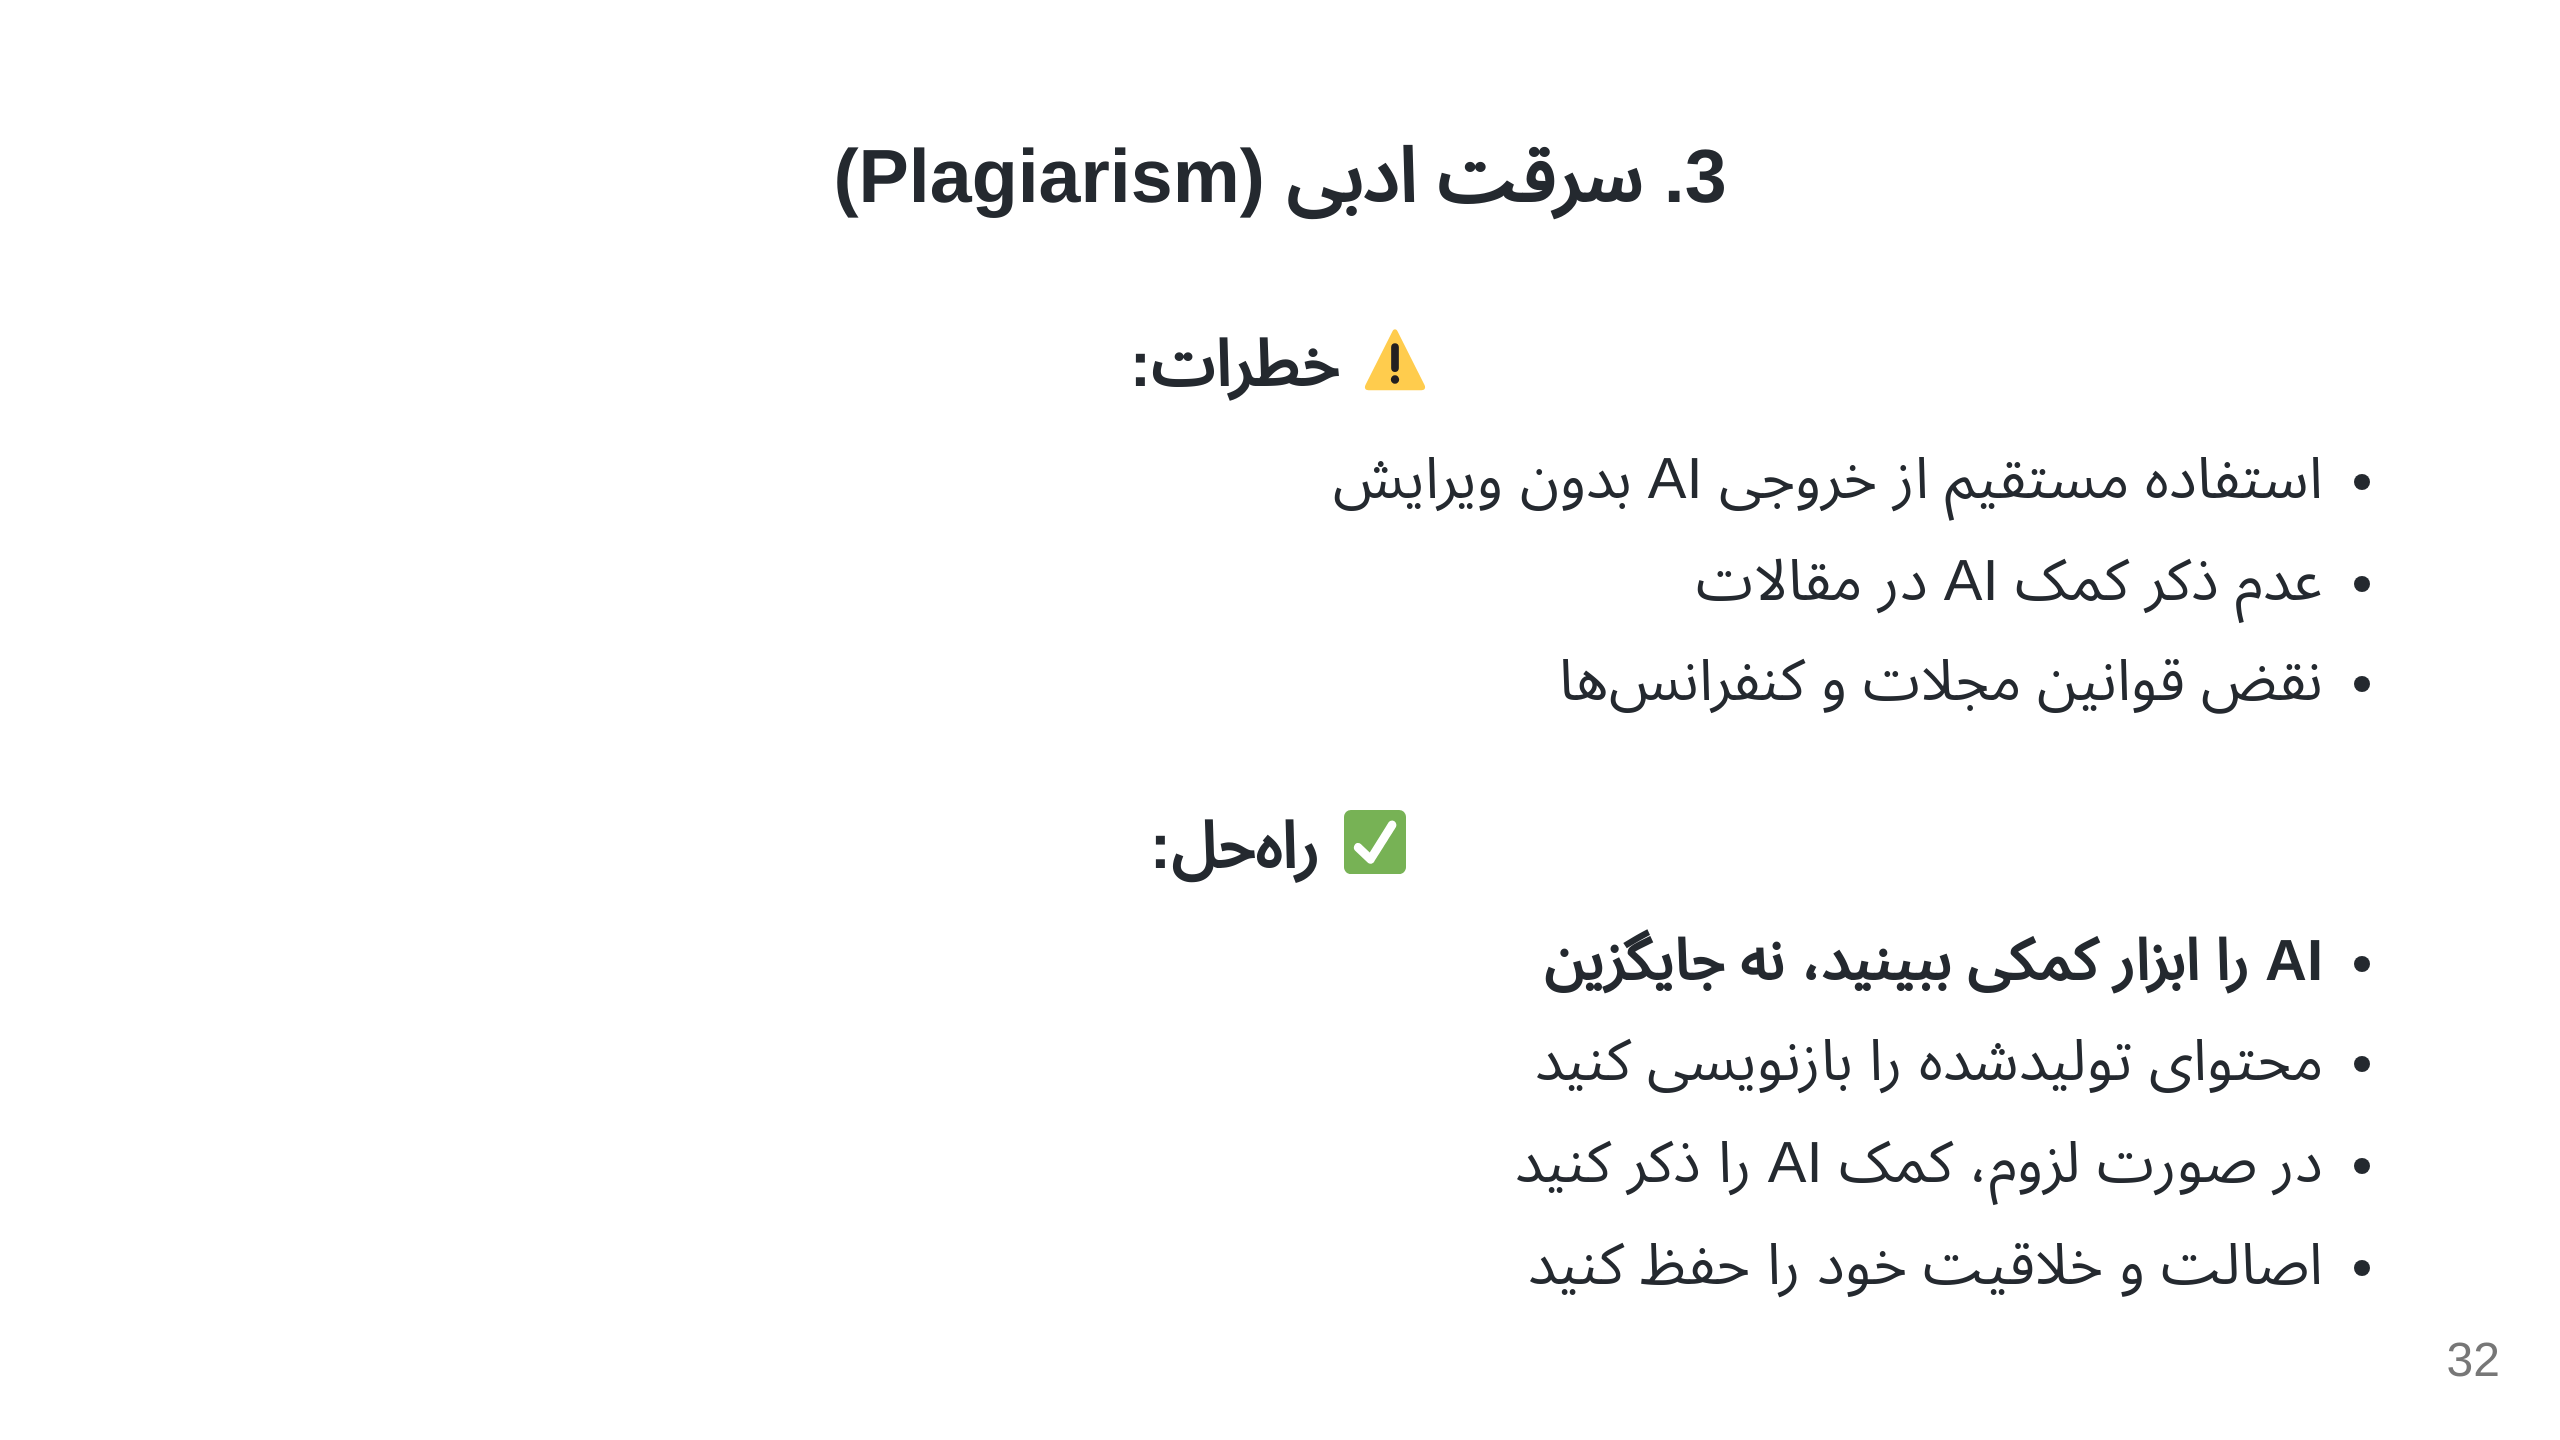 3. سرقت ادبی (Plagiarism)
⚠️ خطرات:
• استفاده مستقیم از خروجی AI بدون ویرایش
• عدم ذکر کمک AI در مقالات
• نقض قوانین مجلات و کنفرانس‌ها
✅ راه‌حل:
• AI را ابزار کمکی ببینید، نه جایگزین
• محتوای تولیدشده را بازنویسی کنید
• در صورت لزوم، کمک AI را ذکر کنید
• اصالت و خلاقیت خود را حفظ کنید
32